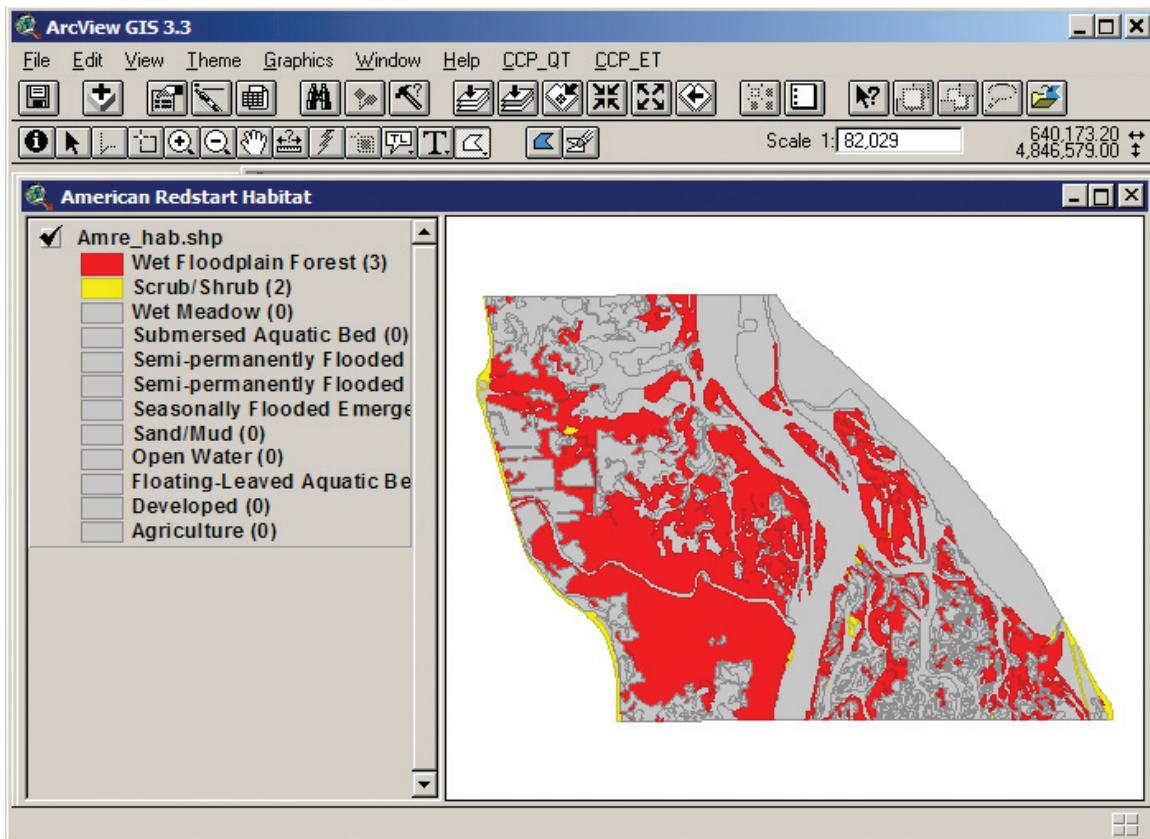 ArcView GIS 3.3
File Edit View Theme Graphics Window Help CCP_QT CCP_ET
T
Scale 1: 82,029
640,173.20
4,846,579.00
American Redstart Habitat
Amre_hab.shp
Wet Floodplain Forest (3)
Scrub/Shrub (2)
Wet Meadow (0)
Submersed Aquatic Bed (0)
Semi-permanently Flooded
Semi-permanently Flooded
Seasonally Flooded Emerge
Sand/Mud (0)
Open Water (0)
Floating-Leaved Aquatic Be
Developed (0)
Agriculture (0)